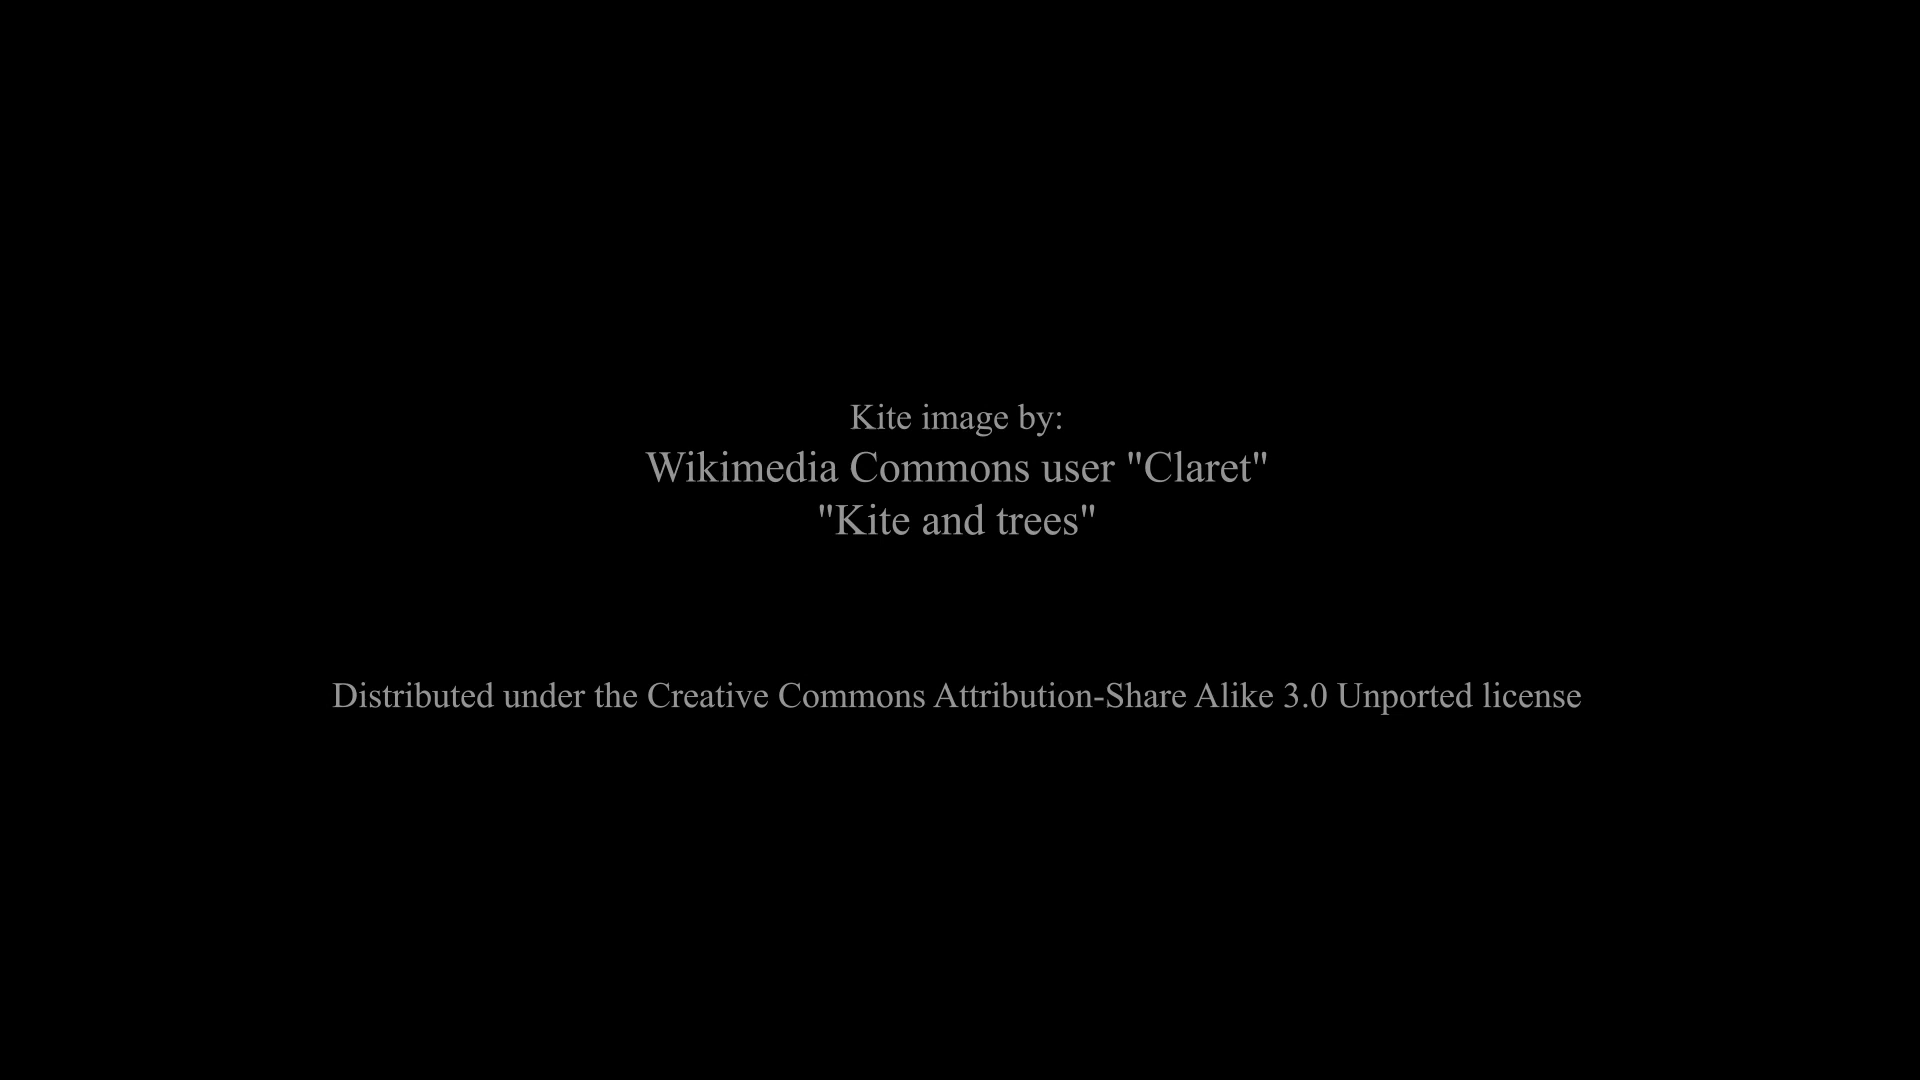 Kite image by:
Wikimedia Commons user "Claret"
"Kite and trees"
Distributed under the Creative Commons Attribution-Share Alike 3.0 Unported license